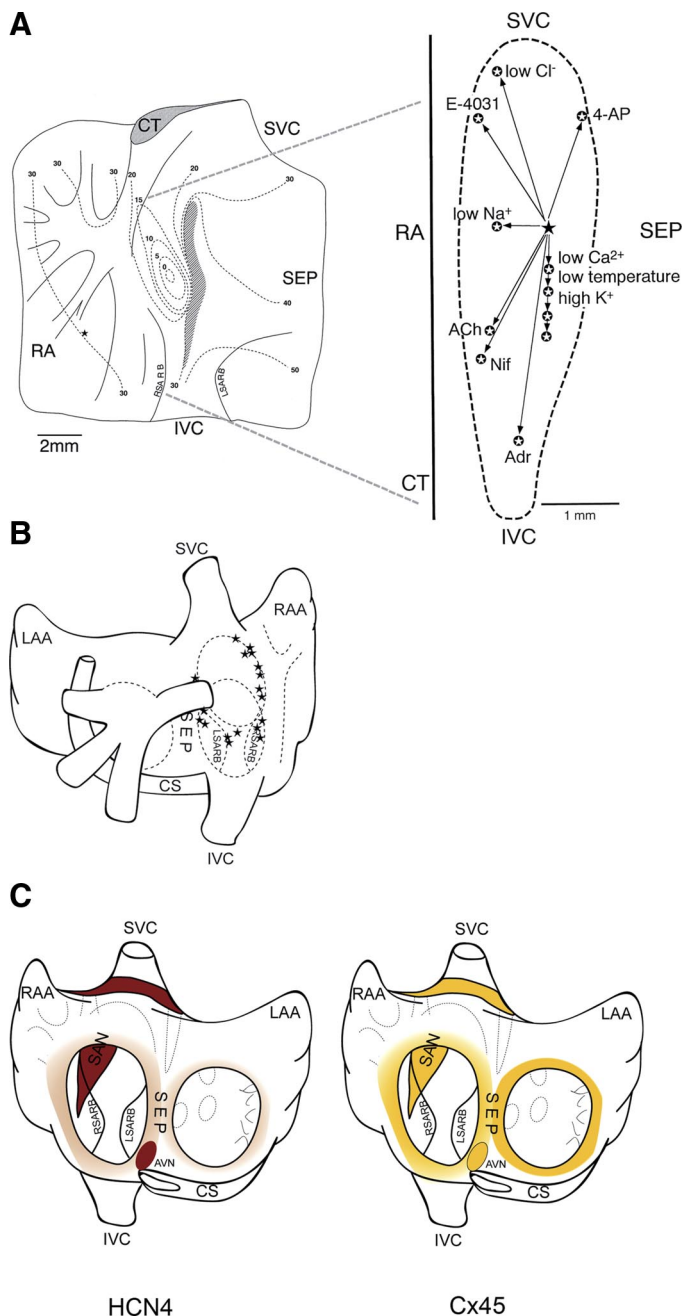 A
CT
SVC
30
30
20
20
30
15
10
5
0
SEP
40
RA
30
30
50
RSARB
LSARB
2mm
IVC
SVC
low Cl-
E-4031
4-AP
RA
low Na+
SEP
low Ca2+
low temperature
high K+
ACh
Nif
Adr
CT
1 mm
IVC
B
SVC
LAA
RAA
SEP
LSARB
RSARB
CS
IVC
C
SVC
RAA
LAA
SAN
RSARB
LSARB
SEP
AVN
CS
IVC
HCN4
SVC
RAA
LAA
SAN
RSARB
LSARB
SEP
AVN
CS
IVC
Cx45